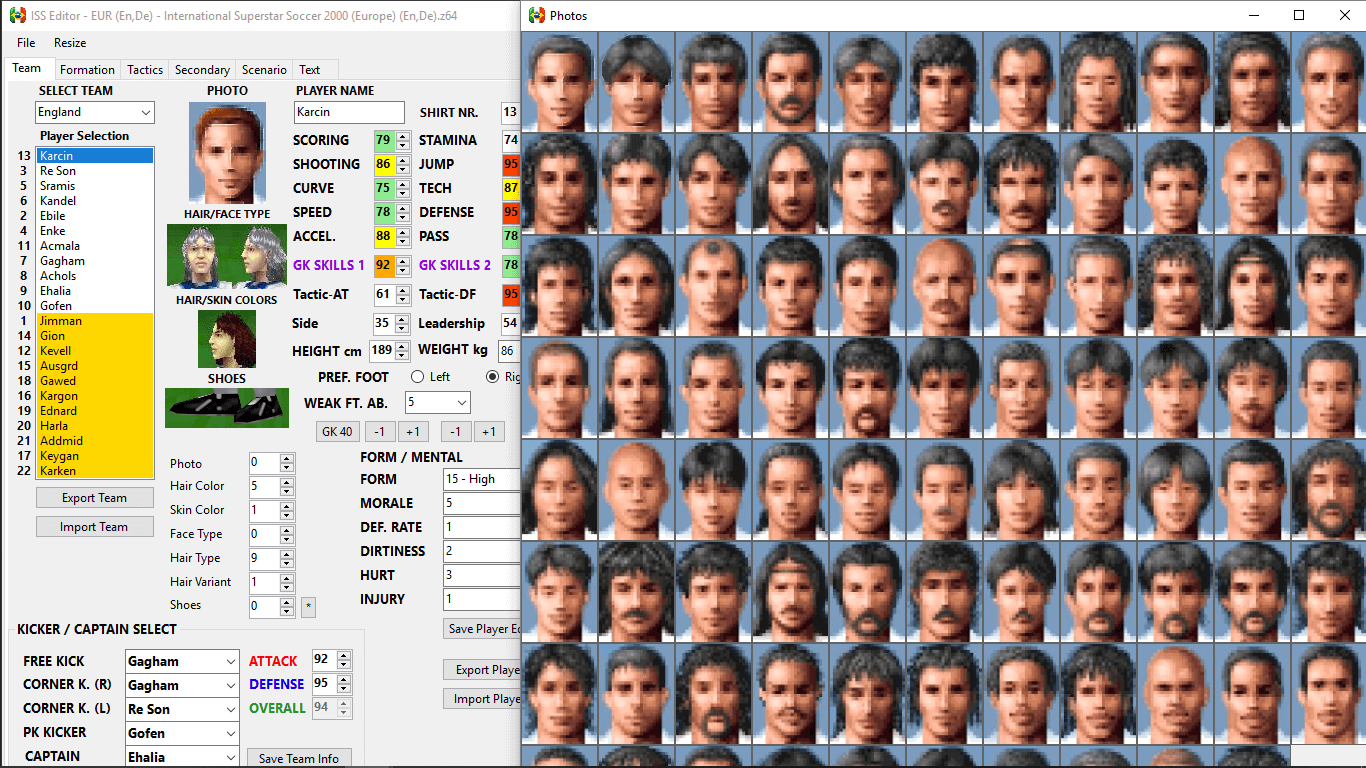 ISS Editor - EUR (En,De) - International Superstar Soccer 2000 (Europe) (En,De).z64
File Resize
Team Formation Tactics Secondary Scenario Text
SELECT TEAM
England
Player Selection
13 Karcin
3 Re Son
5 Sramis
6 Kandel
2 Ebile
4 Enke
11 Acmala
7 Gagham
8 Achols
9 Ehalia
10 Gofen
1 Jimman
14 Gion
12 Kevell
15 Ausgrd
18 Gawed
16 Kargon
19 Ednard
20 Harla
21 Addmid
17 Keygan
22 Karken
Export Team
Import Team
PHOTO
HAIR/FACE TYPE
HAIR/SKIN COLORS
SHOES
Photo 0
Hair Color 5
Skin Color 1
Face Type 0
Hair Type 9
Hair Variant 1
Shoes 0 *
PLAYER NAME
Karcin SHIRT NR. 13
SCORING 79 STAMINA 74
SHOOTING 86 JUMP 95
CURVE 75 TECH 87
SPEED 78 DEFENSE 95
ACCEL. 88 PASS 78
GK SKILLS 1 92 GK SKILLS 2 78
Tactic-AT 61 Tactic-DF 95
Side 35 Leadership 54
HEIGHT cm 189 WEIGHT kg 86
PREF. FOOT Left Rig
WEAK FT. AB. 5
GK 40 -1 +1 -1 +1
FORM / MENTAL
FORM 15 - High
MORALE 5
DEF. RATE 1
DIRTINESS 2
HURT 3
INJURY 1
Save Player Ed
Export Playe
Import Player
KICKER / CAPTAIN SELECT
FREE KICK Gagham
CORNER K. (R) Gagham
CORNER K. (L) Re Son
PK KICKER Gofen
CAPTAIN Ehalia
ATTACK 92
DEFENSE 95
OVERALL 94
Save Team Info
Photos